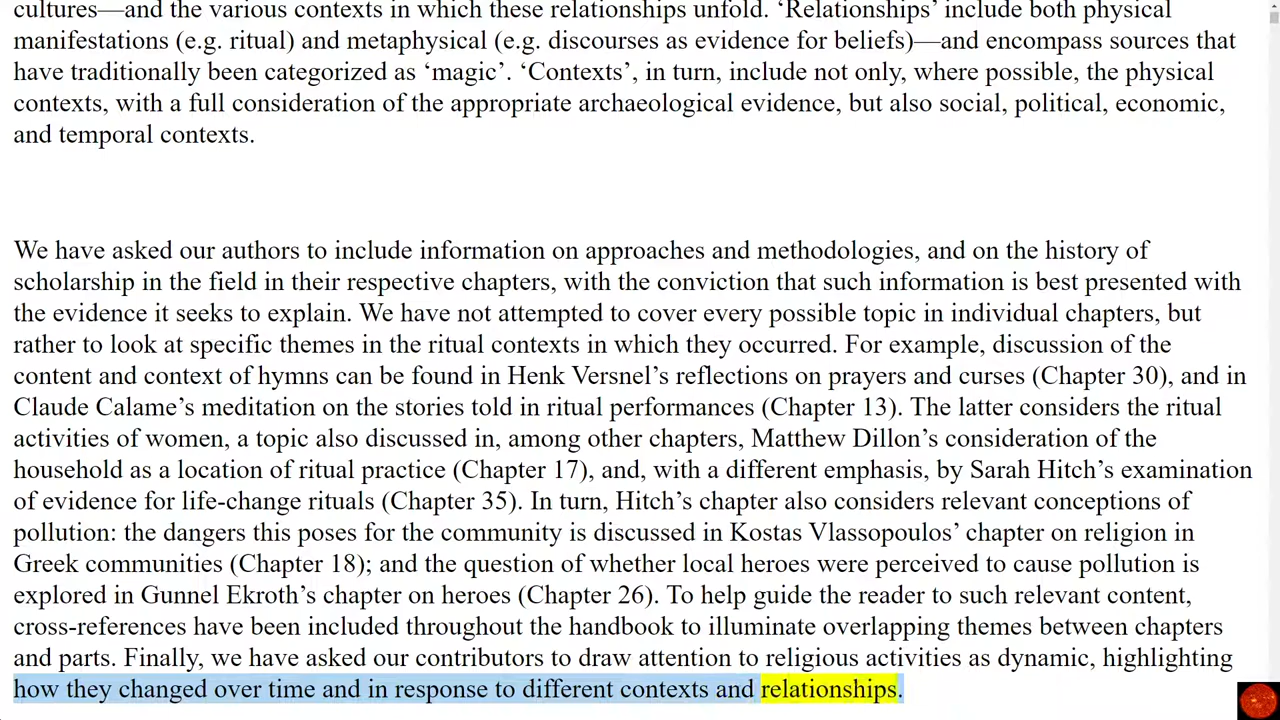 cultures—and the various contexts in which these relationships unfold. ‘Relationships’ include both physical
manifestations (e.g. ritual) and metaphysical (e.g. discourses as evidence for beliefs)—and encompass sources that
have traditionally been categorized as ‘magic’. ‘Contexts’, in turn, include not only, where possible, the physical
contexts, with a full consideration of the appropriate archaeological evidence, but also social, political, economic,
and temporal contexts.
We have asked our authors to include information on approaches and methodologies, and on the history of
scholarship in the field in their respective chapters, with the conviction that such information is best presented with
the evidence it seeks to explain. We have not attempted to cover every possible topic in individual chapters, but
rather to look at specific themes in the ritual contexts in which they occurred. For example, discussion of the
content and context of hymns can be found in Henk Versnel’s reflections on prayers and curses (Chapter 30), and in
Claude Calame’s meditation on the stories told in ritual performances (Chapter 13). The latter considers the ritual
activities of women, a topic also discussed in, among other chapters, Matthew Dillon’s consideration of the
household as a location of ritual practice (Chapter 17), and, with a different emphasis, by Sarah Hitch’s examination
of evidence for life-change rituals (Chapter 35). In turn, Hitch’s chapter also considers relevant conceptions of
pollution: the dangers this poses for the community is discussed in Kostas Vlassopoulos’ chapter on religion in
Greek communities (Chapter 18); and the question of whether local heroes were perceived to cause pollution is
explored in Gunnel Ekroth’s chapter on heroes (Chapter 26). To help guide the reader to such relevant content,
cross-references have been included throughout the handbook to illuminate overlapping themes between chapters
and parts. Finally, we have asked our contributors to draw attention to religious activities as dynamic, highlighting
how they changed over time and in response to different contexts and relationships.